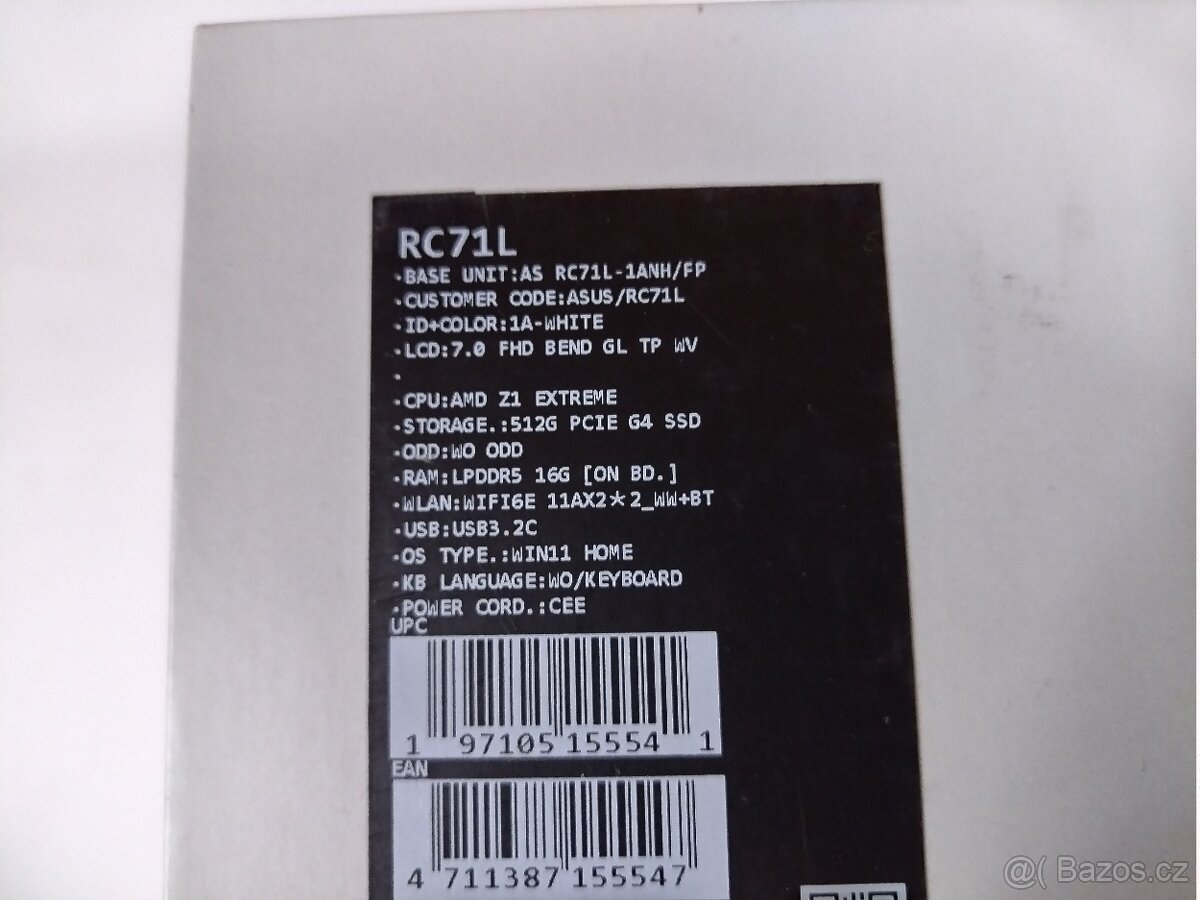 RC71L
·BASE UNIT:AS RC71L-1ANH/FP
·CUSTOMER CODE:ASUS/RC71L
·ID+COLOR:1A-WHITE
·LCD:7.0 FHD BEND GL TP WV
·
·CPU:AMD Z1 EXTREME
·STORAGE.:512G PCIE G4 SSD
·ODD:WO ODD
·RAM:LPDDR5 16G [ON BD.]
·WLAN:WIFI6E 11AX2*2_WW+BT
·USB:USB3.2C
·OS TYPE.:WIN11 HOME
·KB LANGUAGE:WO/KEYBOARD
·POWER CORD.:CEE
UPC
1 97105 15554 1
EAN
4 711387 155547
@( Bazos.cz